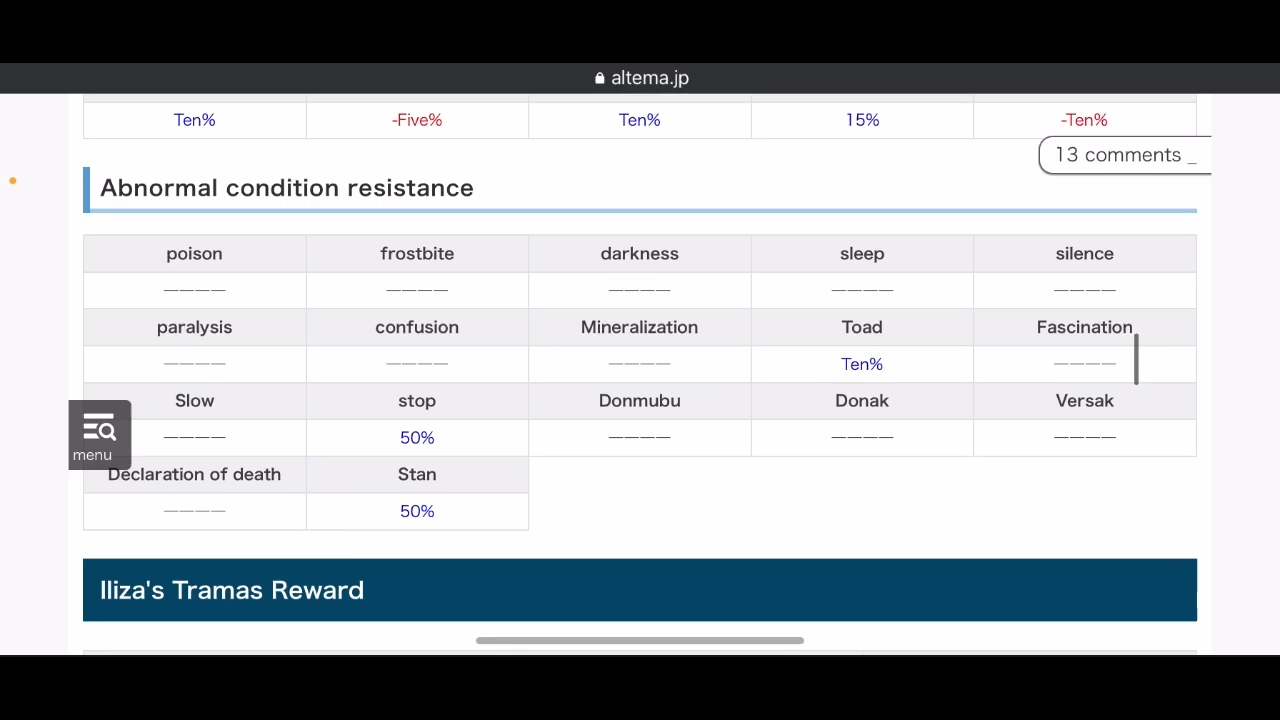 altema.jp
Ten% -Five% Ten% 15% -Ten%
13 comments _
Abnormal condition resistance
poison frostbite darkness sleep silence
———— ———— ———— ———— ————
paralysis confusion Mineralization Toad Fascination
———— ———— ———— Ten% ————
Slow stop Donmubu Donak Versak
———— 50% ———— ———— ————
menu
Declaration of death Stan
———— 50%
Iliza's Tramas Reward